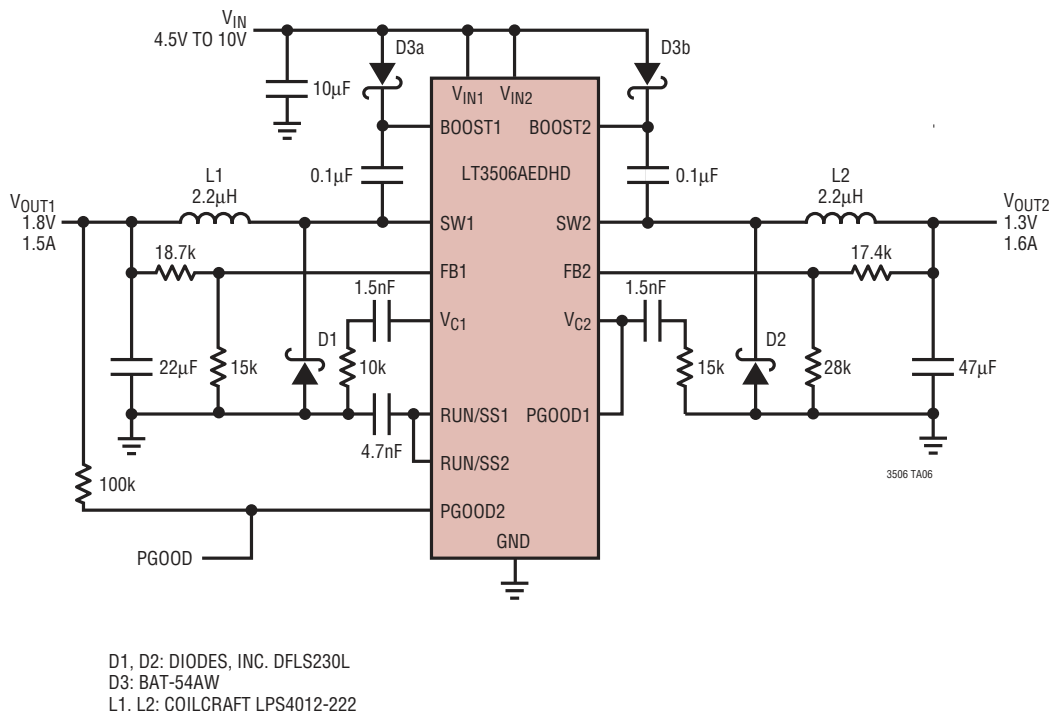 VIN
4.5V TO 10V
D3a
D3b
10µF
VIN1 VIN2
BOOST1
BOOST2
LT3506AEDHD
0.1µF
0.1µF
L1
2.2µH
L2
2.2µH
VOUT1
1.8V
1.5A
SW1
SW2
VOUT2
1.3V
1.6A
18.7k
FB1
FB2
17.4k
1.5nF
1.5nF
VC1
VC2
D1
D2
22µF
15k
10k
15k
28k
47µF
RUN/SS1
PGOOD1
4.7nF
RUN/SS2
100k
3506 TA06
PGOOD2
GND
PGOOD
D1, D2: DIODES, INC. DFLS230L
D3: BAT-54AW
L1, L2: COILCRAFT LPS4012-222